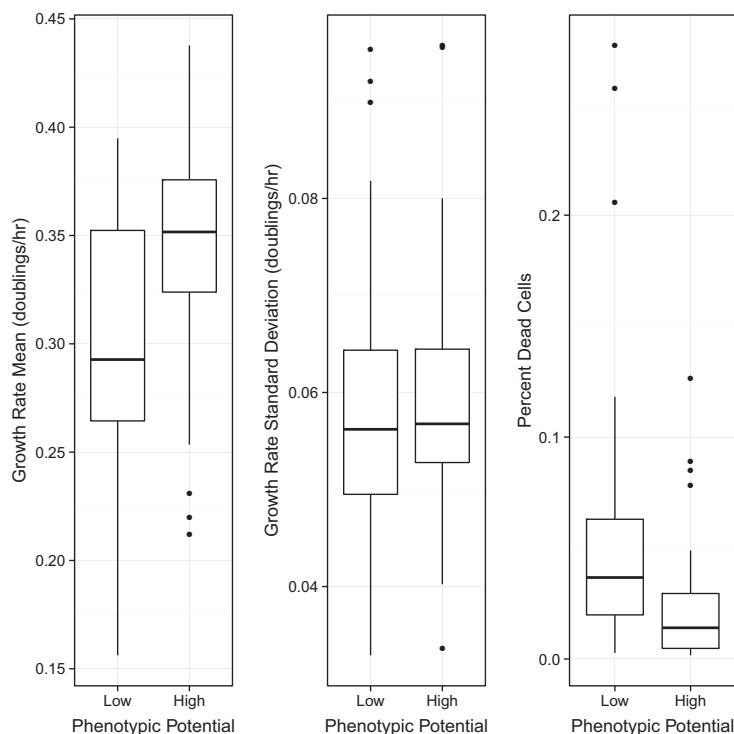 Growth Rate Mean (doublings/hr)
0.45
0.40
0.35
0.30
0.25
0.20
0.15
Low High
Phenotypic Potential
Growth Rate Standard Deviation (doublings/hr)
0.08
0.06
0.04
Low High
Phenotypic Potential
Percent Dead Cells
0.2
0.1
0.0
Low High
Phenotypic Potential